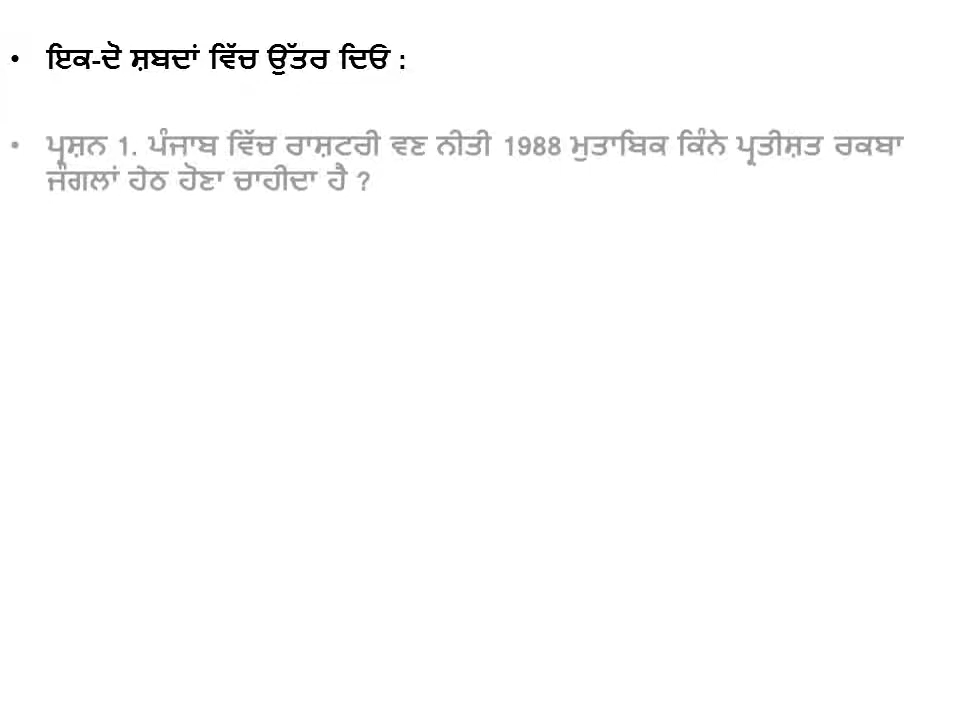 • ਇਕ-ਦੋ ਸ਼ਬਦਾਂ ਵਿੱਚ ਉੱਤਰ ਦਿਓ :
• ਪ੍ਰਸ਼ਨ 1. ਪੰਜਾਬ ਵਿੱਚ ਰਾਸ਼ਟਰੀ ਵਣ ਨੀਤੀ 1988 ਮੁਤਾਬਿਕ ਕਿੰਨੇ ਪ੍ਰਤੀਸ਼ਤ ਰਕਬਾ
ਜੰਗਲਾਂ ਹੇਠ ਹੋਣਾ ਚਾਹੀਦਾ ਹੈ ?